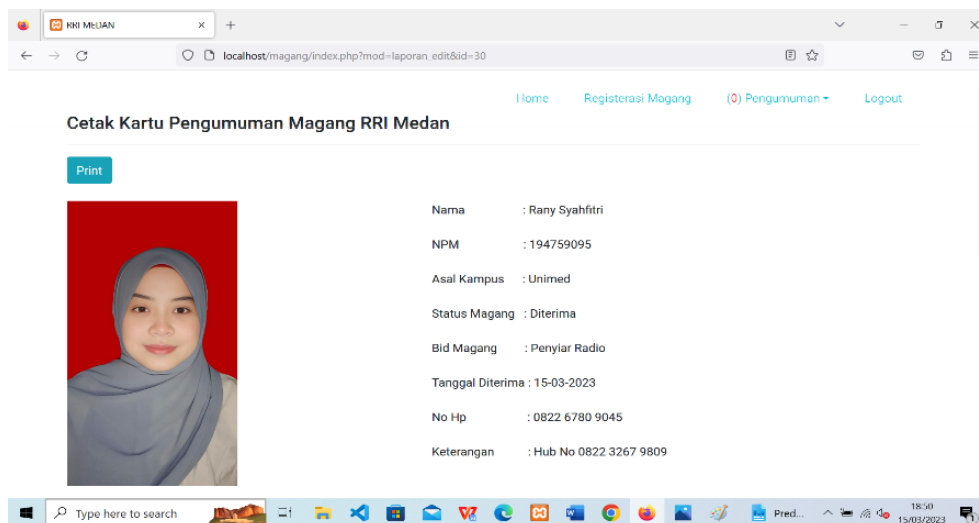 RRI MEDAN
localhost/magang/index.php?mod=laporan_edit&id=30
Home Registerasi Magang (0) Pengumuman Logout
Cetak Kartu Pengumuman Magang RRI Medan
Print
Nama : Rany Syahfitri
NPM : 194759095
Asal Kampus : Unimed
Status Magang : Diterima
Bid Magang : Penyiar Radio
Tanggal Diterima : 15-03-2023
No Hp : 0822 6780 9045
Keterangan : Hub No 0822 3267 9809
Type here to search
Pred...
18:50
15/03/2023